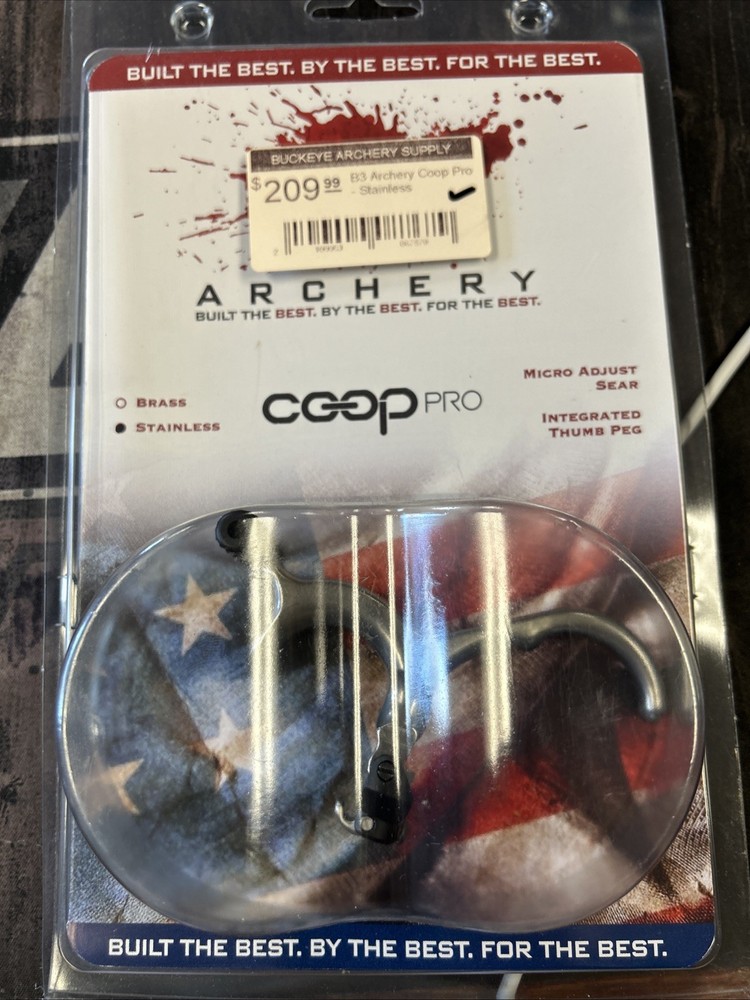 BUILT THE BEST. BY THE BEST. FOR THE BEST.
BUCKEYE ARCHERY SUPPLY
$209.99
B3 Archery Coop Pro
- Stainless
ARCHERY
BUILT THE BEST. BY THE BEST. FOR THE BEST.
BRASS
STAINLESS
COOP PRO
MICRO ADJUST
SEAR
INTEGRATED
THUMB PEG
BUILT THE BEST. BY THE BEST. FOR THE BEST.